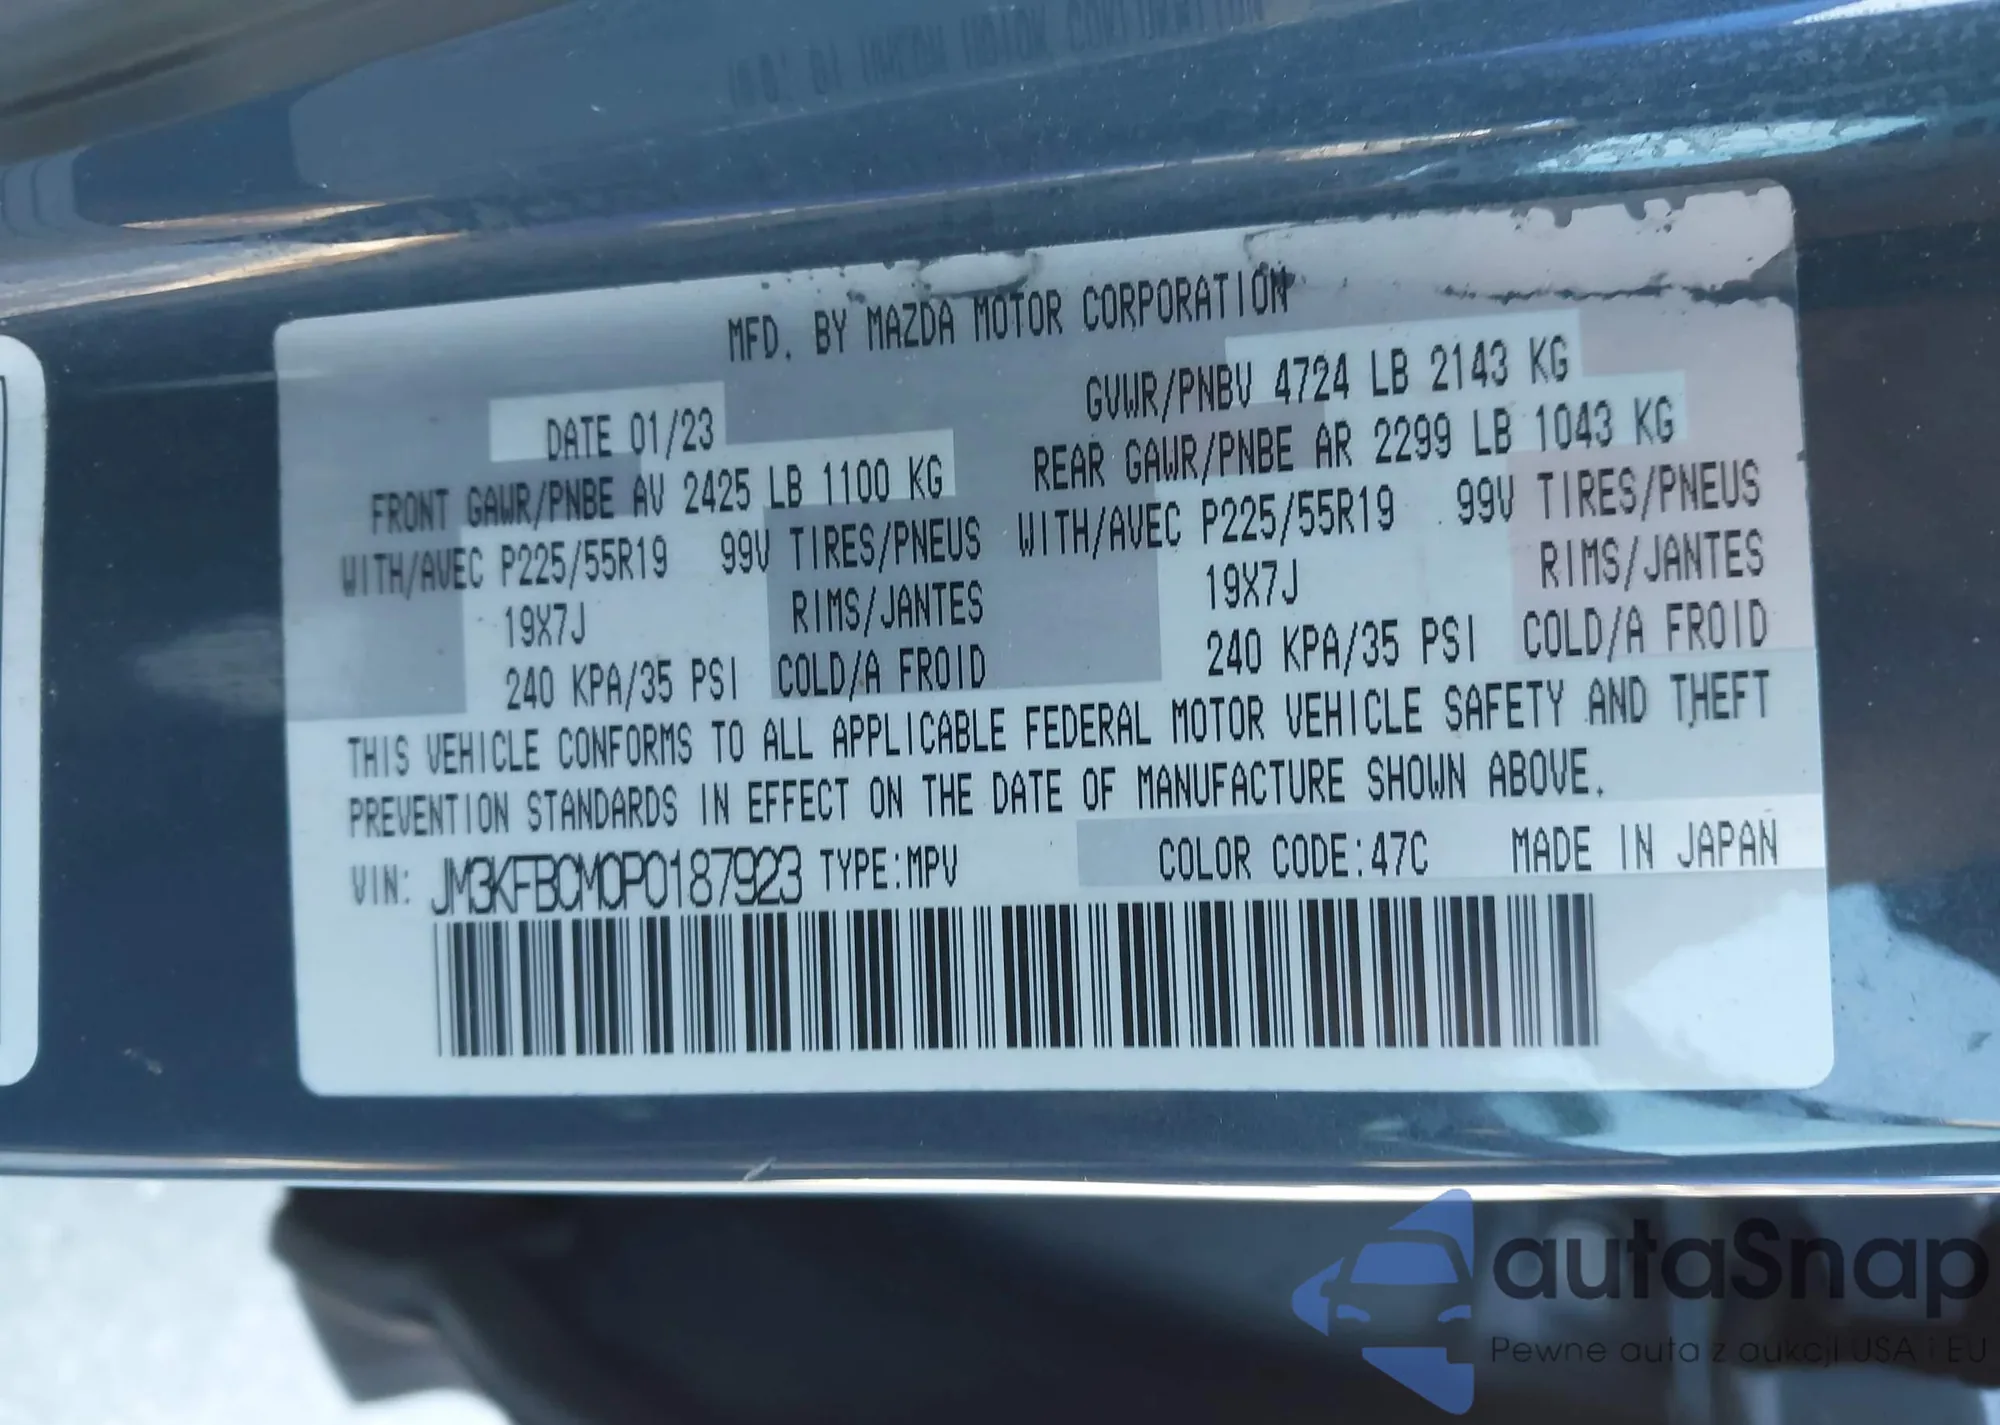 MFD. BY MAZDA MOTOR CORPORATION
DATE 01/23
GVWR/PNBV 4724 LB 2143 KG
FRONT GAWR/PNBE AV 2425 LB 1100 KG
REAR GAWR/PNBE AR 2299 LB 1043 KG
WITH/AVEC P225/55R19 99V TIRES/PNEUS
WITH/AVEC P225/55R19 99V TIRES/PNEUS
19X7J RIMS/JANTES
19X7J RIMS/JANTES
240 KPA/35 PSI COLD/A FROID
240 KPA/35 PSI COLD/A FROID
THIS VEHICLE CONFORMS TO ALL APPLICABLE FEDERAL MOTOR VEHICLE SAFETY AND THEFT
PREVENTION STANDARDS IN EFFECT ON THE DATE OF MANUFACTURE SHOWN ABOVE.
VIN: JM3KFBCM0P0187923 TYPE:MPV COLOR CODE:47C MADE IN JAPAN
autaSnap
Pewne auta z aukcji USA i EU